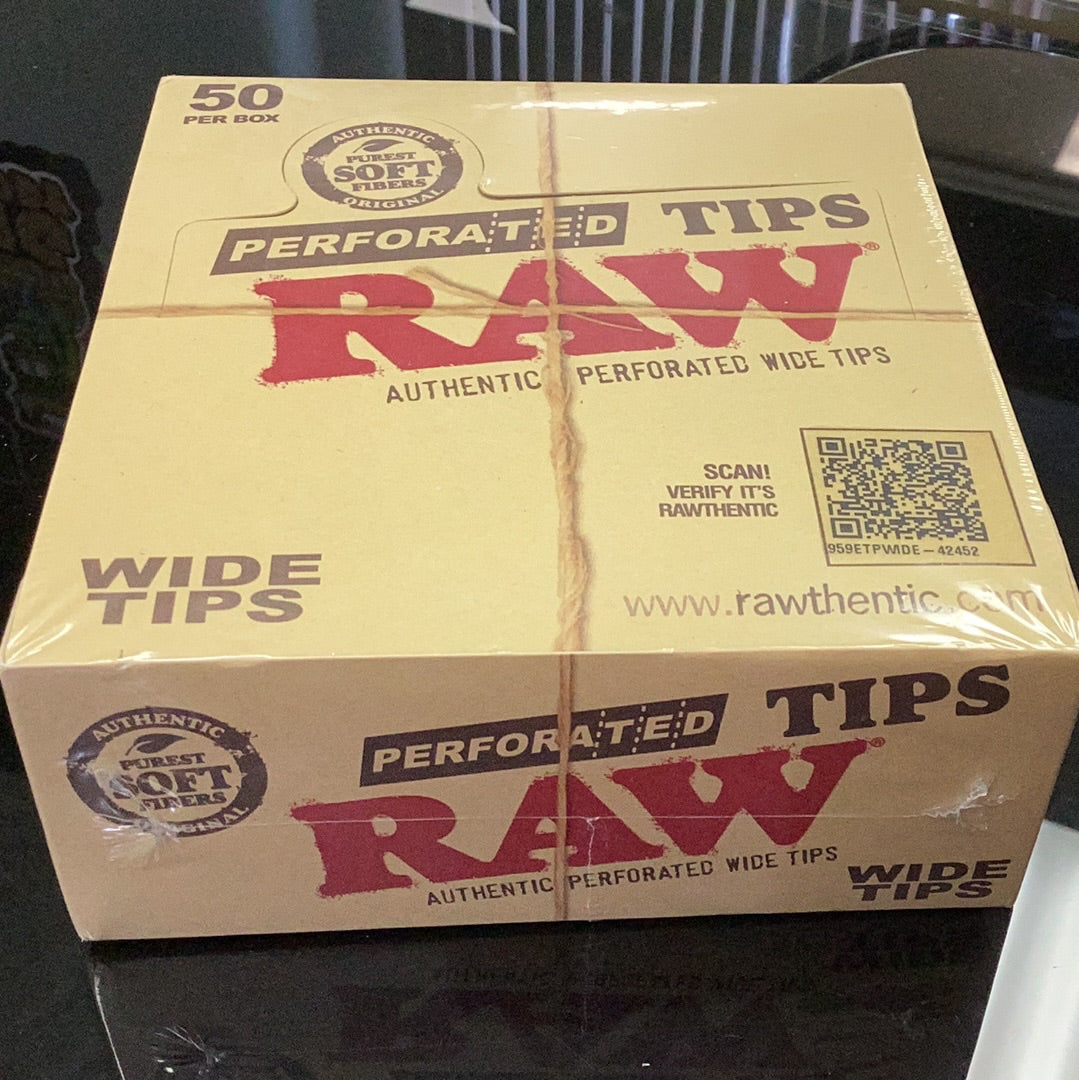 50
PER BOX
AUTHENTIC
PUREST
SOFT
FIBERS
ORIGINAL
PERFORATED TIPS
RAW®
AUTHENTIC PERFORATED WIDE TIPS
SCAN!
VERIFY IT'S
RAWTHENTIC
959ETPWIDE-42452
WIDE
TIPS
www.rawthentic.com
AUTHENTIC
PUREST
SOFT
FIBERS
ORIGINAL
PERFORATED TIPS
RAW®
AUTHENTIC PERFORATED WIDE TIPS
WIDE
TIPS